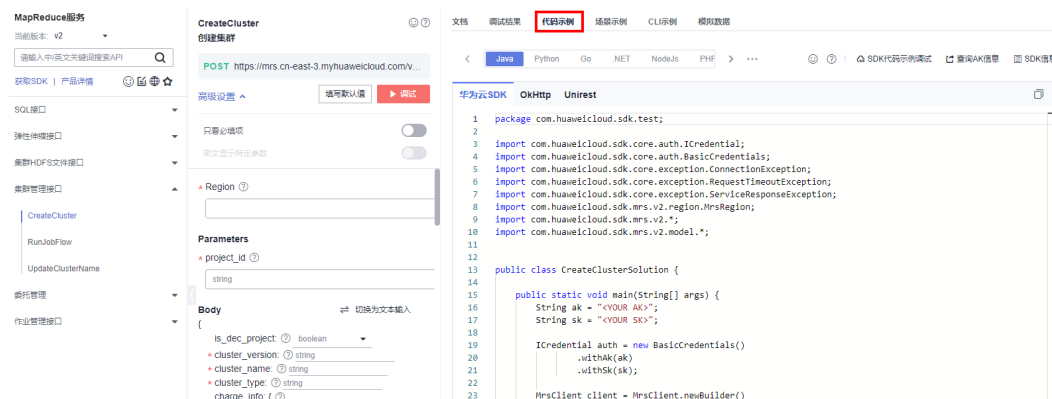 MapReduce服务
当前版本: v2
请输入中/英文关键词搜索API
获取SDK | 产品详情
SQL接口
弹性伸缩接口
集群HDFS文件接口
集群管理接口
CreateCluster
RunJobFlow
UpdateClusterName
委托管理
作业管理接口
CreateCluster
创建集群
POST https://mrs.cn-east-3.myhuaweicloud.com/v...
高级设置
填写默认值
调试
只看必填项
* Region
Parameters
* project_id
string
Body
切换为文本输入
{
is_dec_project: boolean
* cluster_version: string
* cluster_name: string
* cluster_type: string
charge_info: {
文档 调试结果 代码示例 场景示例 CLI示例 模拟数据
Java Python Go .NET NodeJs PHP ...
SDK代码示例调试 查询AK信息 SDK信息
华为云SDK OkHttp Unirest
1 package com.huaweicloud.sdk.test;
2
3 import com.huaweicloud.sdk.core.auth.ICredential;
4 import com.huaweicloud.sdk.core.auth.BasicCredentials;
5 import com.huaweicloud.sdk.core.exception.ConnectionException;
6 import com.huaweicloud.sdk.core.exception.RequestTimeoutException;
7 import com.huaweicloud.sdk.core.exception.ServiceResponseException;
8 import com.huaweicloud.sdk.mrs.v2.region.MrsRegion;
9 import com.huaweicloud.sdk.mrs.v2.*;
10 import com.huaweicloud.sdk.mrs.v2.model.*;
11
12
13 public class CreateClusterSolution {
14
15 public static void main(String[] args) {
16 String ak = "<YOUR AK>";
17 String sk = "<YOUR SK>";
18
19 ICredential auth = new BasicCredentials()
20 .withAk(ak)
21 .withSk(sk);
22
23 MrsClient client = MrsClient.newBuilder()